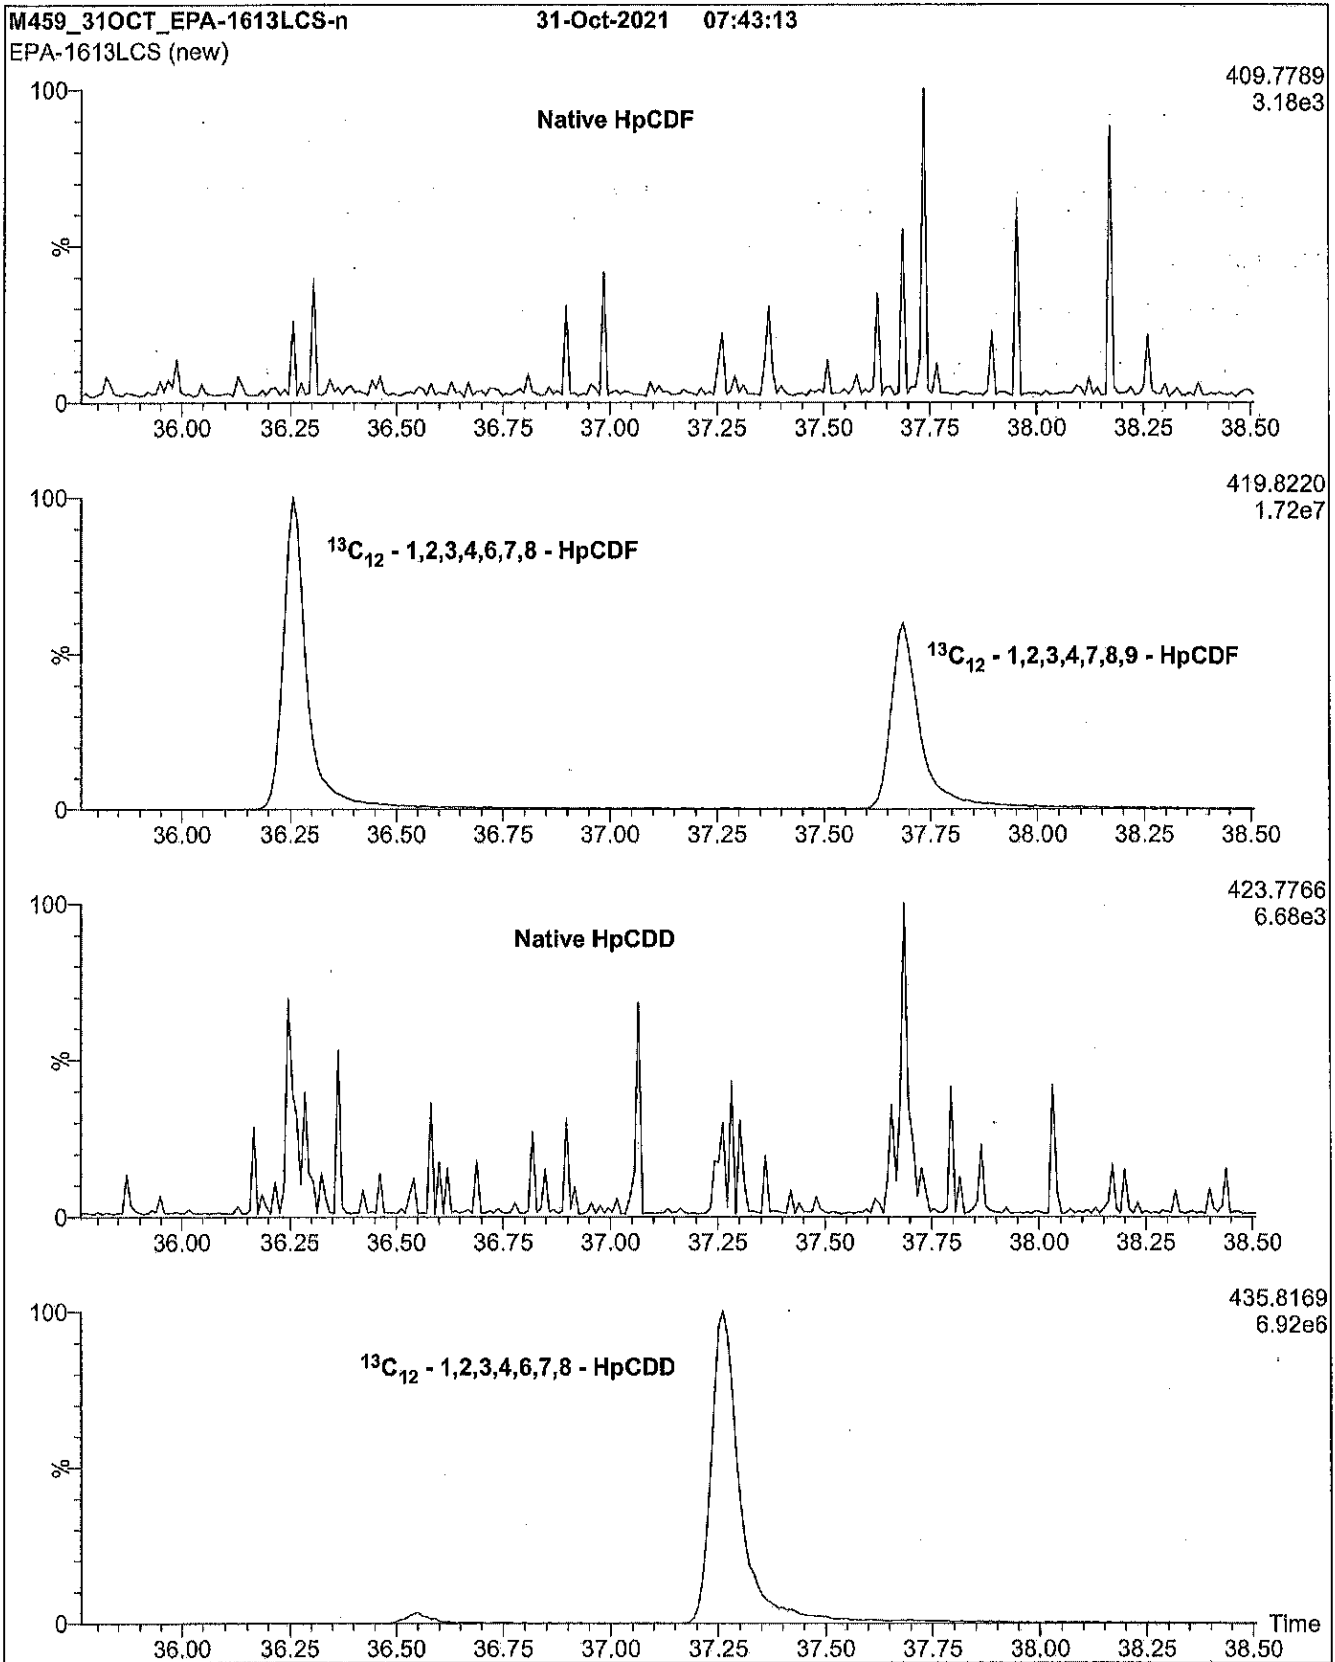 M459_31OCT_EPA-1613LCS-n 31-Oct-2021 07:43:13
EPA-1613LCS (new)
409.7789
3.18e3
100
Native HpCDF
%
0
36.00 36.25 36.50 36.75 37.00 37.25 37.50 37.75 38.00 38.25 38.50
419.8220
1.72e7
100
¹³C₁₂ - 1,2,3,4,6,7,8 - HpCDF
¹³C₁₂ - 1,2,3,4,7,8,9 - HpCDF
%
0
36.00 36.25 36.50 36.75 37.00 37.25 37.50 37.75 38.00 38.25 38.50
423.7766
6.68e3
100
Native HpCDD
%
0
36.00 36.25 36.50 36.75 37.00 37.25 37.50 37.75 38.00 38.25 38.50
435.8169
6.92e6
100
¹³C₁₂ - 1,2,3,4,6,7,8 - HpCDD
%
0
Time
36.00 36.25 36.50 36.75 37.00 37.25 37.50 37.75 38.00 38.25 38.50